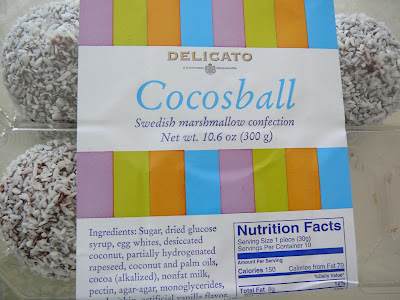 DELICATO
Cocosball
Swedish marshmallow confection
Net wt. 10.6 oz (300 g)
Ingredients: Sugar, dried glucose
syrup, egg whites, desiccated
coconut, partially hydrogenated
rapeseed, coconut and palm oils,
cocoa (alkalized), nonfat milk,
pectin, agar-agar, monoglycerides,
artificial vanilla flavor,
Nutrition Facts
Serving Size 1 piece (30g)
Servings Per Container 10
Amount Per Serving
Calories 150 Calories from Fat 70
% Daily Value*
Total Fat 8g 12%